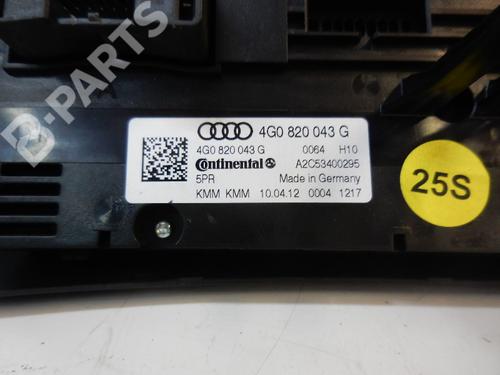 4G0 820 043 G
4G0 820 043 G 0064 H10
Continental A2C53400295
5PR Made in Germany
KMM KMM 10.04.12 0004 1217
25S
B-PARTS